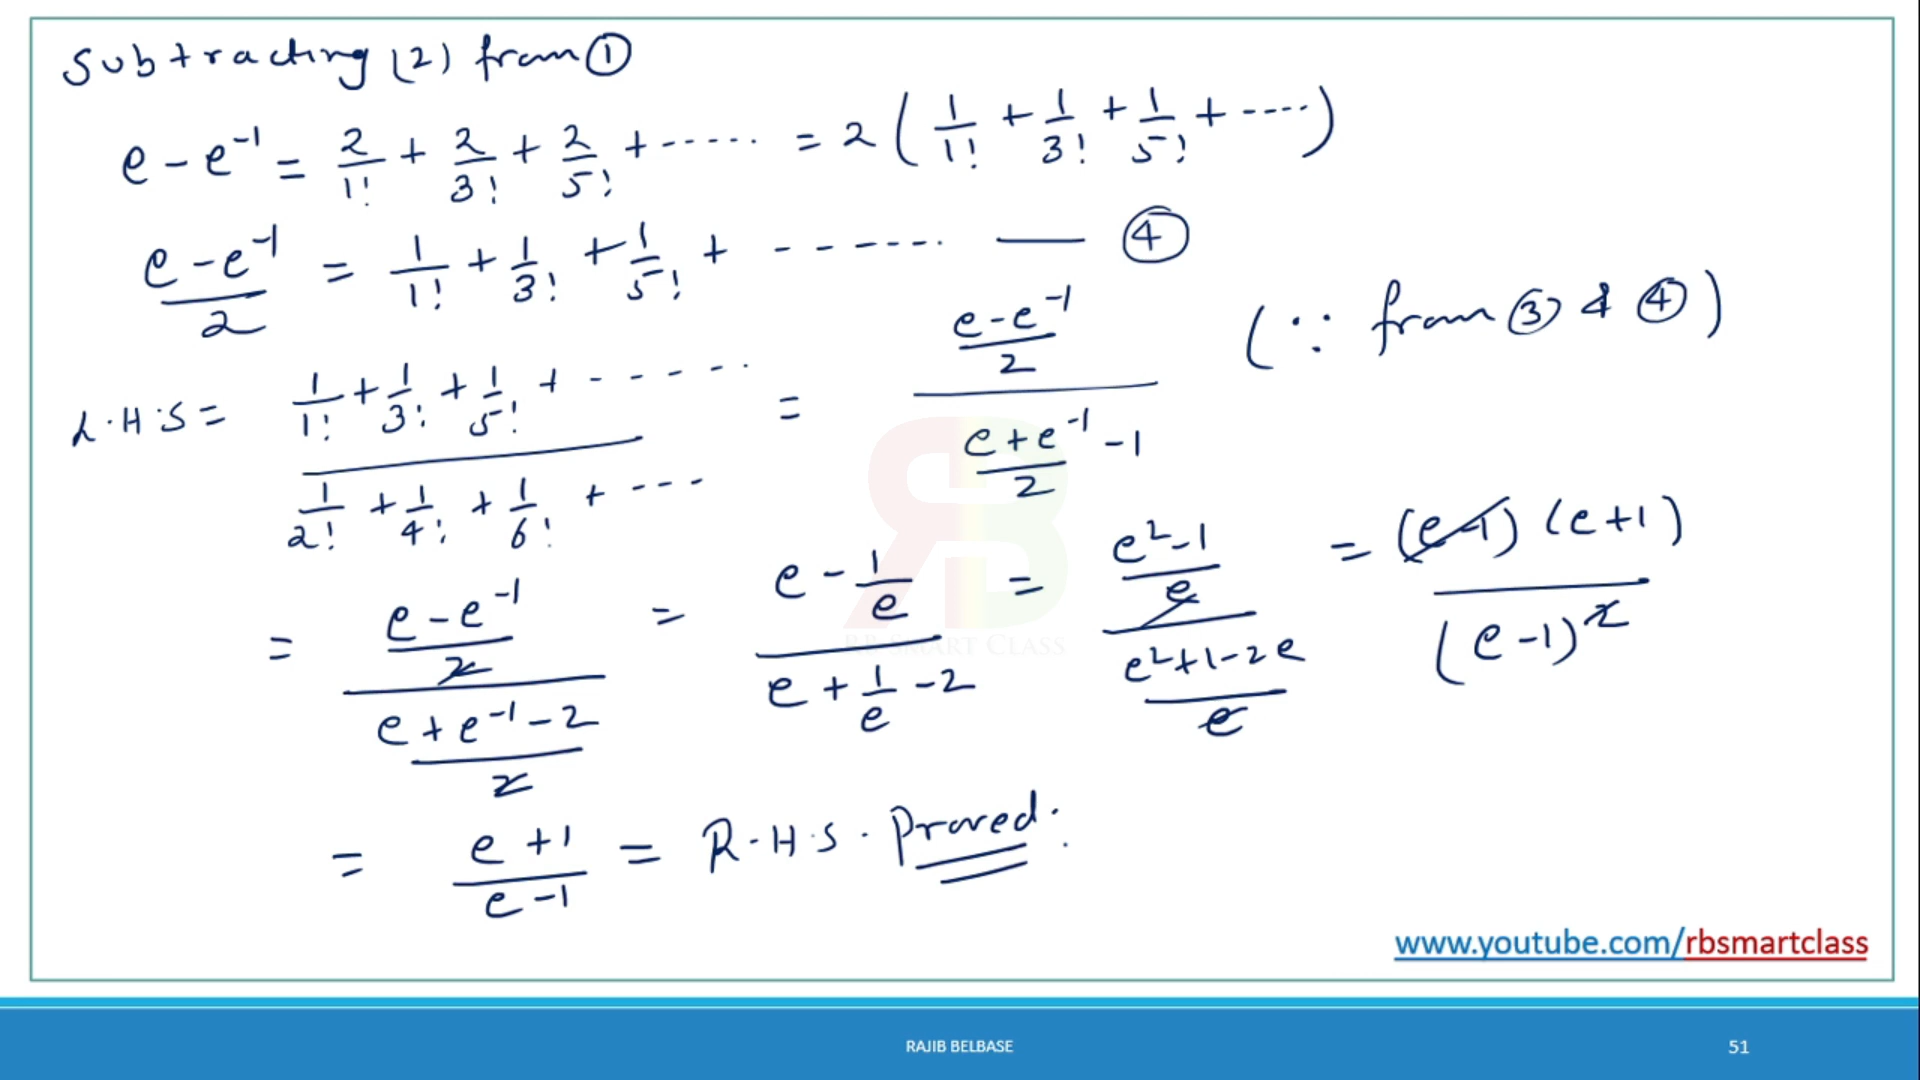 Subtracting (2) from ①
e - e⁻¹ = 2/1! + 2/3! + 2/5! + ...... = 2 ( 1/1! + 1/3! + 1/5! + .... )
(e - e⁻¹)/2 = 1/1! + 1/3! + 1/5! + ....... —— ④
L.H.S = (1/1! + 1/3! + 1/5! + ......)/(1/2! + 1/4! + 1/6! + ...) = ((e - e⁻¹)/2)/((e + e⁻¹)/2 - 1) (∵ from ③ & ④)
= ((e - e⁻¹)/2)/((e + e⁻¹ - 2)/2) = (e - 1/e)/(e + 1/e - 2) = ((e² - 1)/e)/((e² + 1 - 2e)/e) = ((e - 1)(e + 1))/(e - 1)²
= (e + 1)/(e - 1) = R.H.S. Proved.
RB SMART CLASS
www.youtube.com/rbsmartclass
RAJIB BELBASE
51